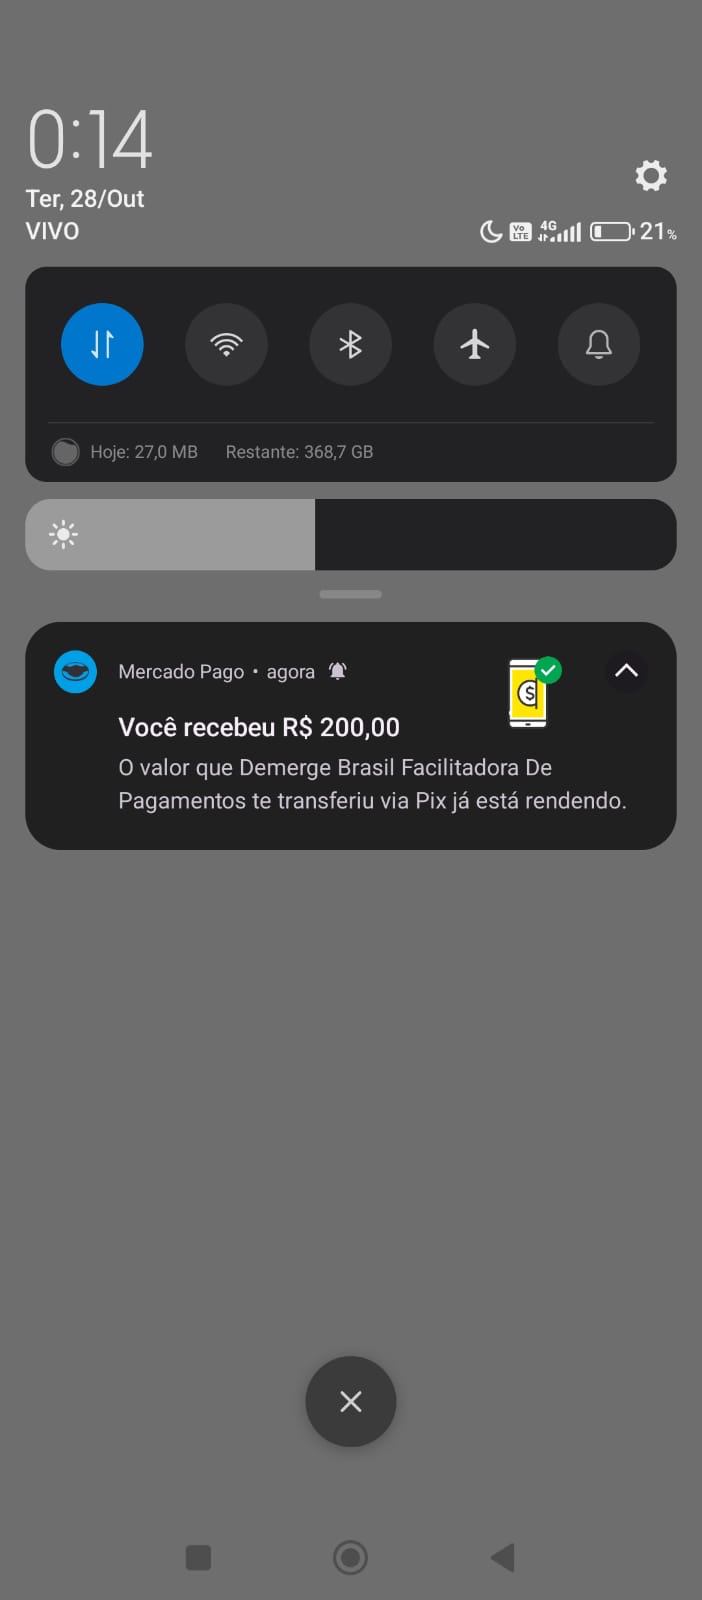 0:14
Ter, 28/Out
VIVO
Vo LTE 4G 21%
Hoje: 27,0 MB Restante: 368,7 GB
Mercado Pago • agora
Você recebeu R$ 200,00
O valor que Demerge Brasil Facilitadora De
Pagamentos te transferiu via Pix já está rendendo.